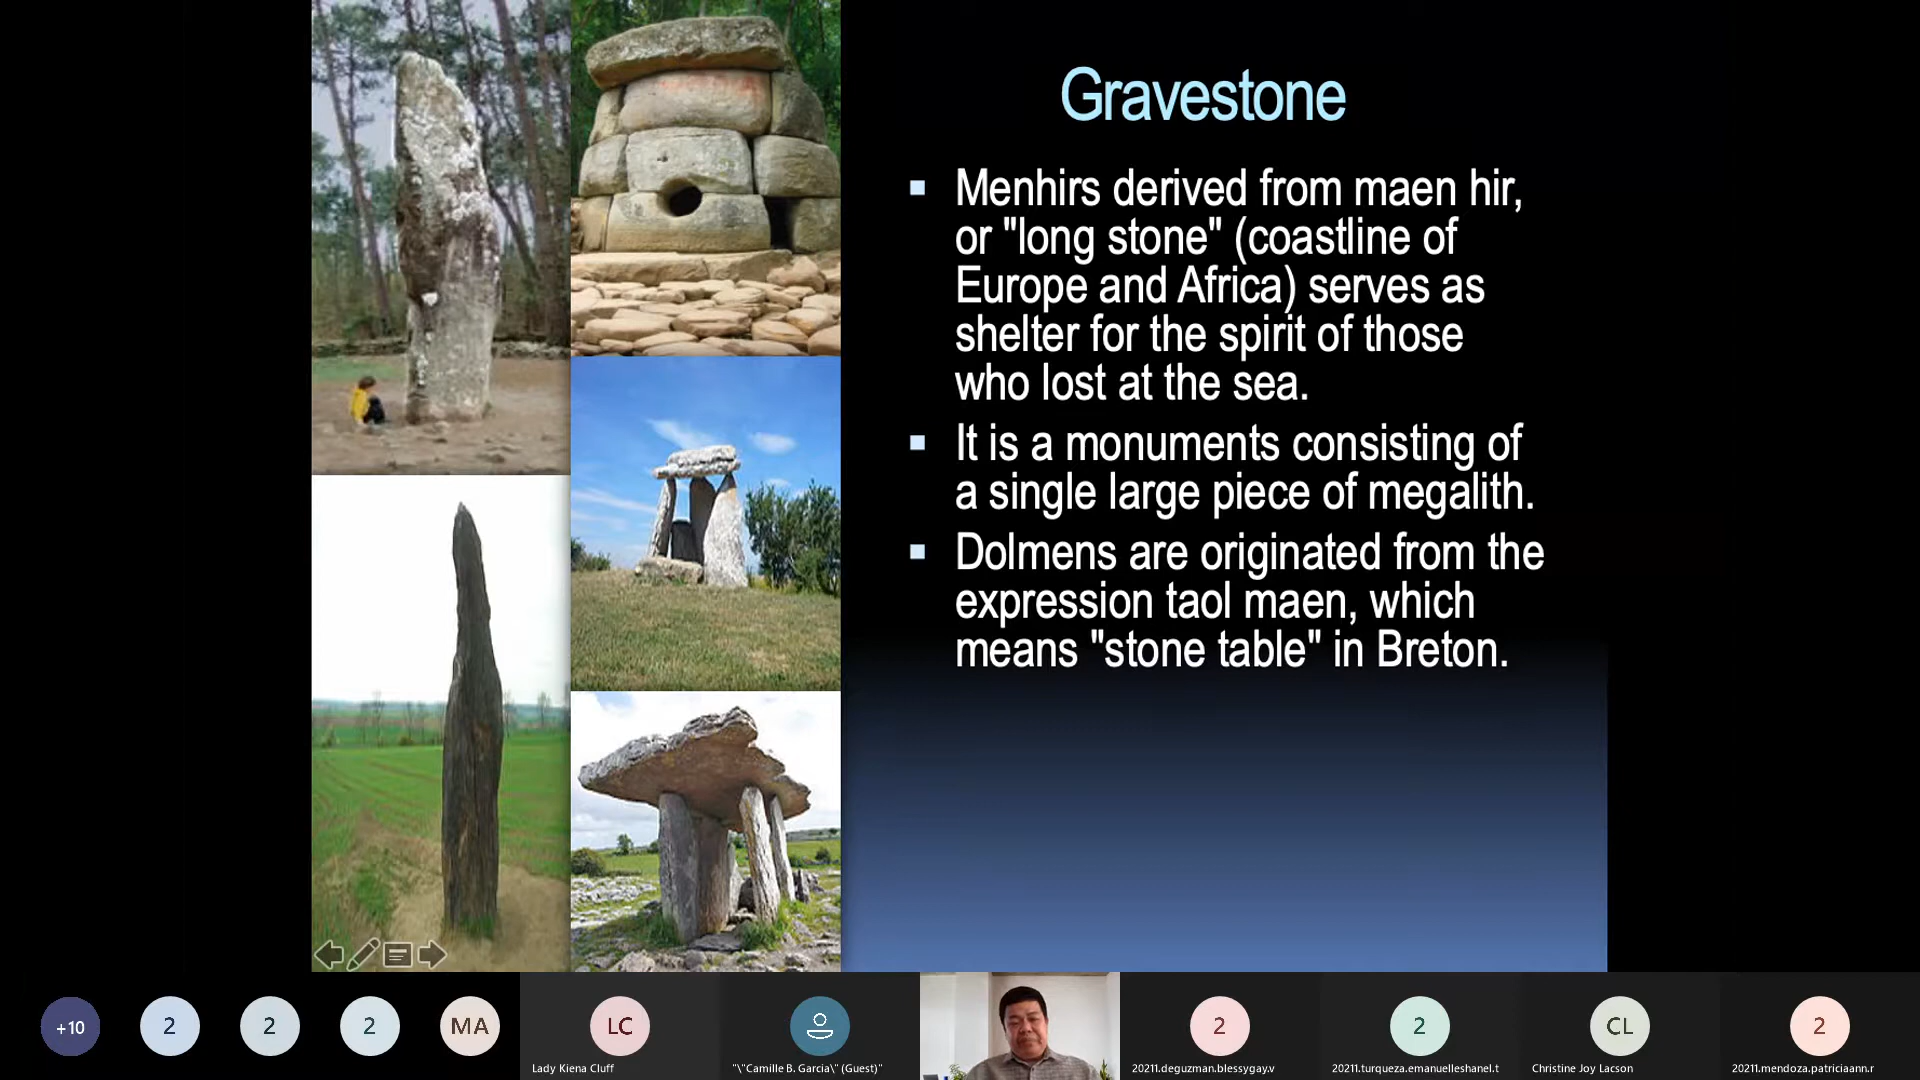 Gravestone
Menhirs derived from maen hir,
or "long stone" (coastline of
Europe and Africa) serves as
shelter for the spirit of those
who lost at the sea.
It is a monuments consisting of
a single large piece of megalith.
Dolmens are originated from the
expression taol maen, which
means "stone table" in Breton.
+10
2
2
2
MA
LC
2
2
CL
2
Lady Kiena Cluff
"\"Camille B. Garcia\" (Guest)"
20211.deguzman.blessygay.v
20211.turqueza.emanuelleshanel.t
Christine Joy Lacson
20211.mendoza.patriciaann.r